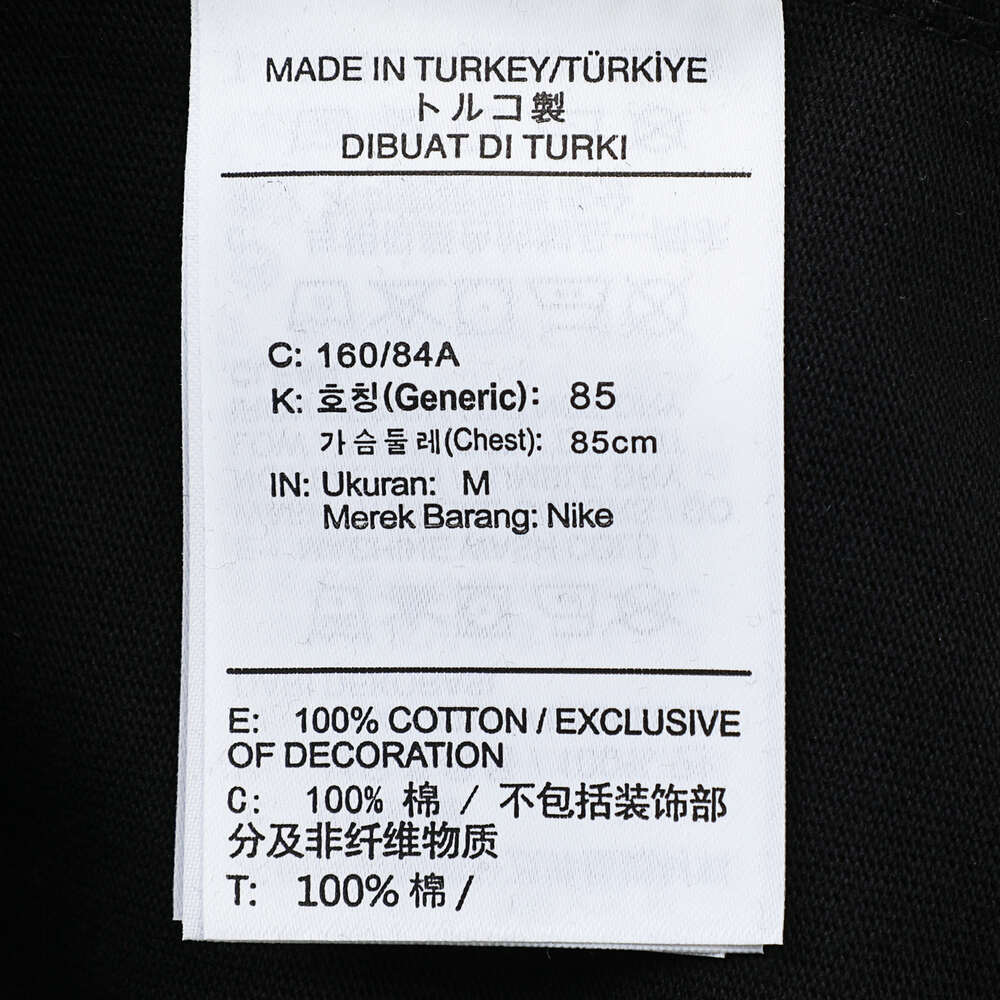 MADE IN TURKEY/TÜRKİYE
トルコ製
DIBUAT DI TURKI
C: 160/84A
K: 호칭(Generic): 85
가슴둘레(Chest): 85cm
IN: Ukuran: M
Merek Barang: Nike
E: 100% COTTON / EXCLUSIVE
OF DECORATION
C: 100% 棉 / 不包括装饰部
分及非纤维物质
T: 100% 棉 /